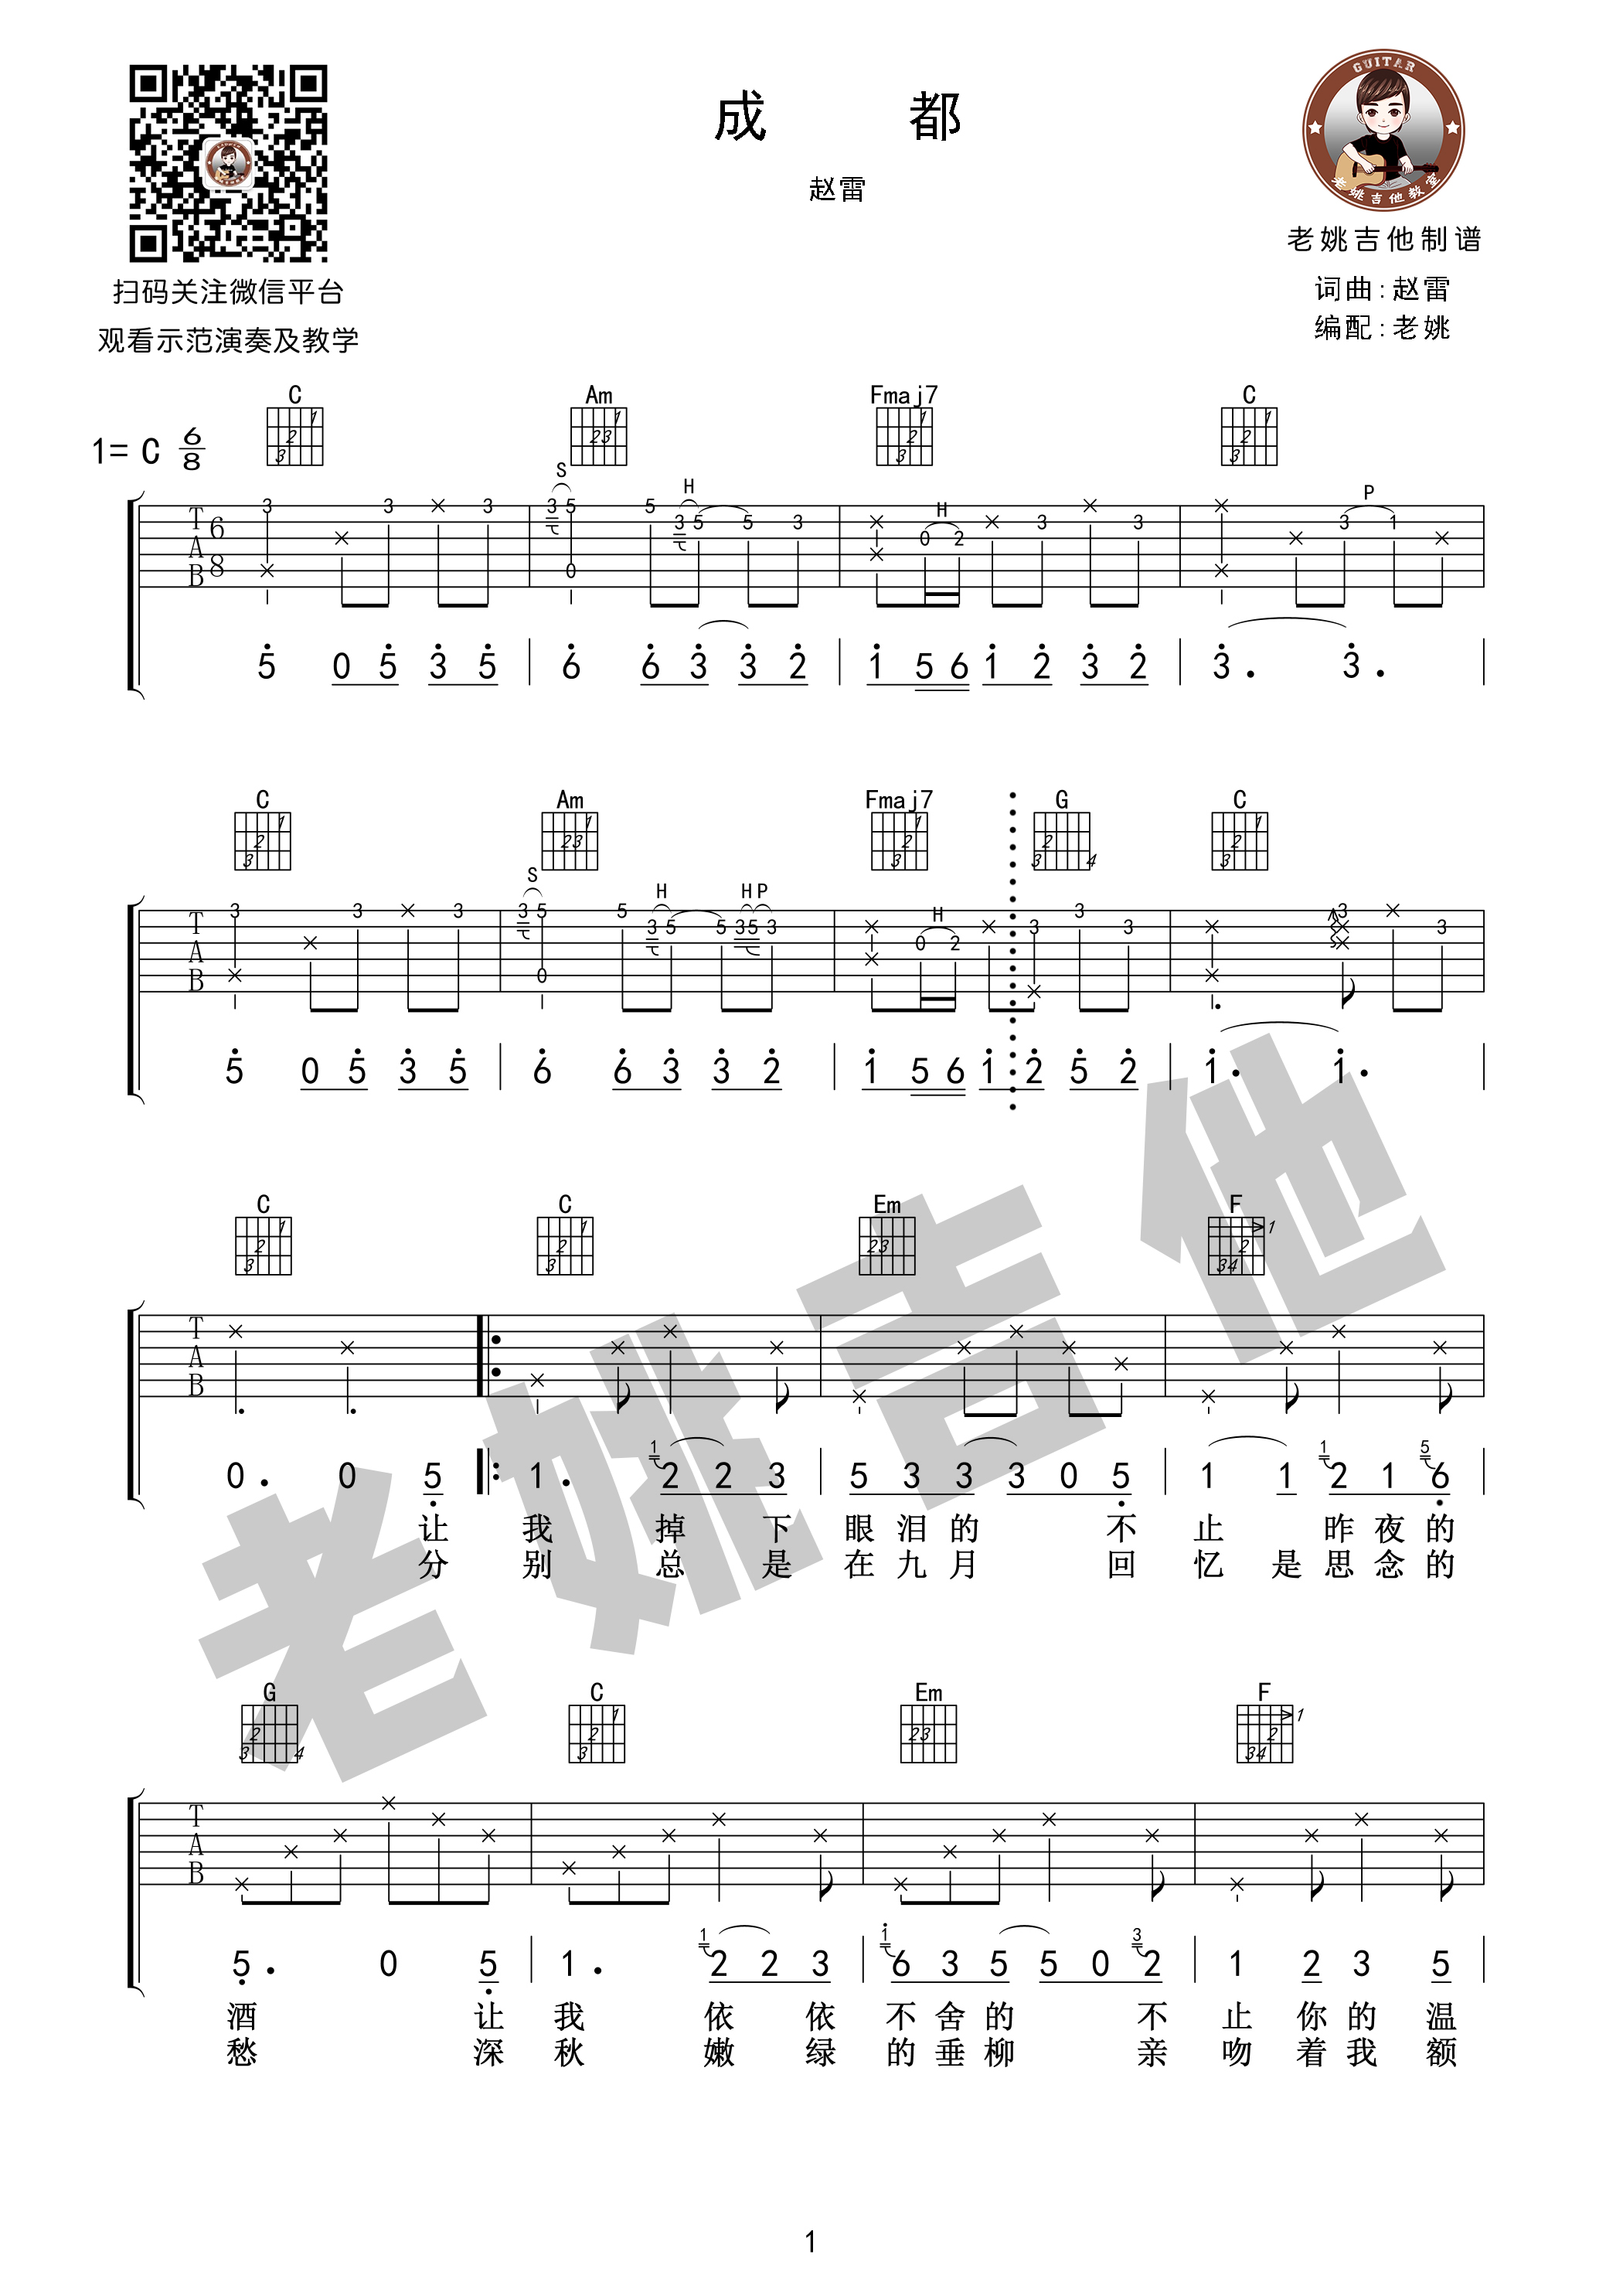 成 都
赵雷
GUITAR
老姚吉他教室
老姚吉他制谱
词曲:赵雷
编配:老姚
扫码关注微信平台
观看示范演奏及教学
1= C 6/8
C Am Fmaj7 C
S H H P
T A B 6 8
5 0 5 3 5 6 6 3 3 2 1 5 6 1 2 3 2 3. 3.
C Am Fmaj7 G C
S H H P H
T A B
5 0 5 3 5 6 6 3 3 2 1 5 6 1 2 5 2 1. 1.
C C Em F
T A B
0. 0 5 1. 1 2 2 3 5 3 3 3 0 5 1 1 1 2 1 5 6
让 我 掉 下 眼 泪 的 不 止 昨 夜 的
分 别 总 是 在 九 月 回 忆 是 思 念 的
老姚吉他
G C Em F
T A B
5. 0 5 1. 1 2 2 3 1 6 3 5 5 0 3 2 1 2 3 5
酒 让 我 依 依 不 舍 的 不 止 你 的 温
愁 深 秋 嫩 绿 的 垂 柳 亲 吻 着 我 额
1